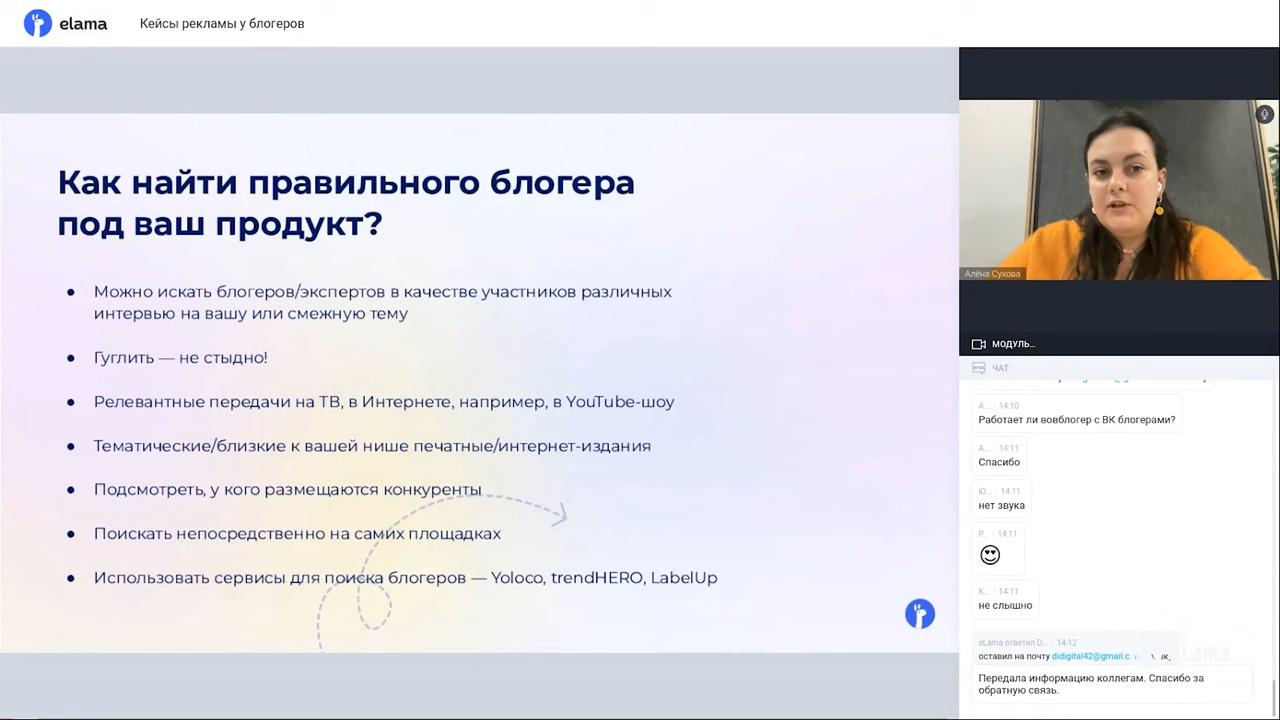 elama
Кейсы рекламы у блогеров
Как найти правильного блогера
под ваш продукт?
● Можно искать блогеров/экспертов в качестве участников различных
интервью на вашу или смежную тему
● Гуглить — не стыдно!
● Релевантные передачи на ТВ, в Интернете, например, в YouTube-шоу
● Тематические/близкие к вашей нише печатные/интернет-издания
● Подсмотреть, у кого размещаются конкуренты
● Поискать непосредственно на самих площадках
● Использовать сервисы для поиска блогеров — Yoloco, trendHERO, LabelUp
Алёна Сухова
МОДУЛЬ...
ЧАТ
А... 14:10
Работает ли вовблогер с ВК блогерами?
А... 14:11
Спасибо
Ю... 14:11
нет звука
Р... 14:11
К... 14:11
не слышно
eLama ответил D... 14:12
оставил на почту didigital42@gmail.c
Передала информацию коллегам. Спасибо за
обратную связь.